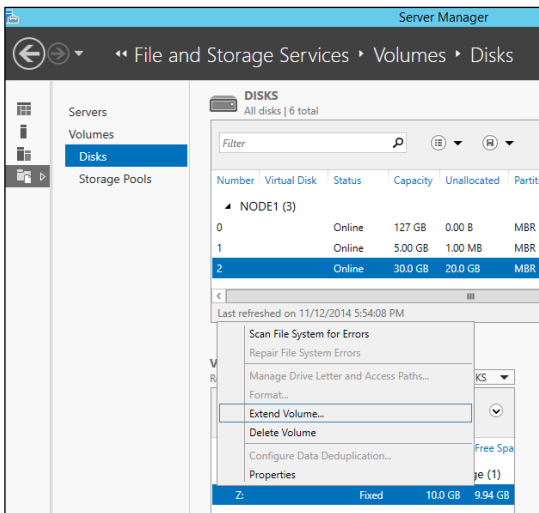 Server Manager
File and Storage Services Volumes Disks
Servers
Volumes
Disks
Storage Pools
DISKS
All disks | 6 total
Filter
Number Virtual Disk Status Capacity Unallocated Partit
NODE1 (3)
0 Online 127 GB 0.00 B MBR
1 Online 5.00 GB 1.00 MB MBR
2 Online 30.0 GB 20.0 GB MBR
Last refreshed on 11/12/2014 5:54:08 PM
Scan File System for Errors
Repair File System Errors
Manage Drive Letter and Access Paths...
Format...
Extend Volume...
Delete Volume
Configure Data Deduplication...
Properties
V
R
KS
Free Spa
ge (1)
Z: Fixed 10.0 GB 9.94 GB